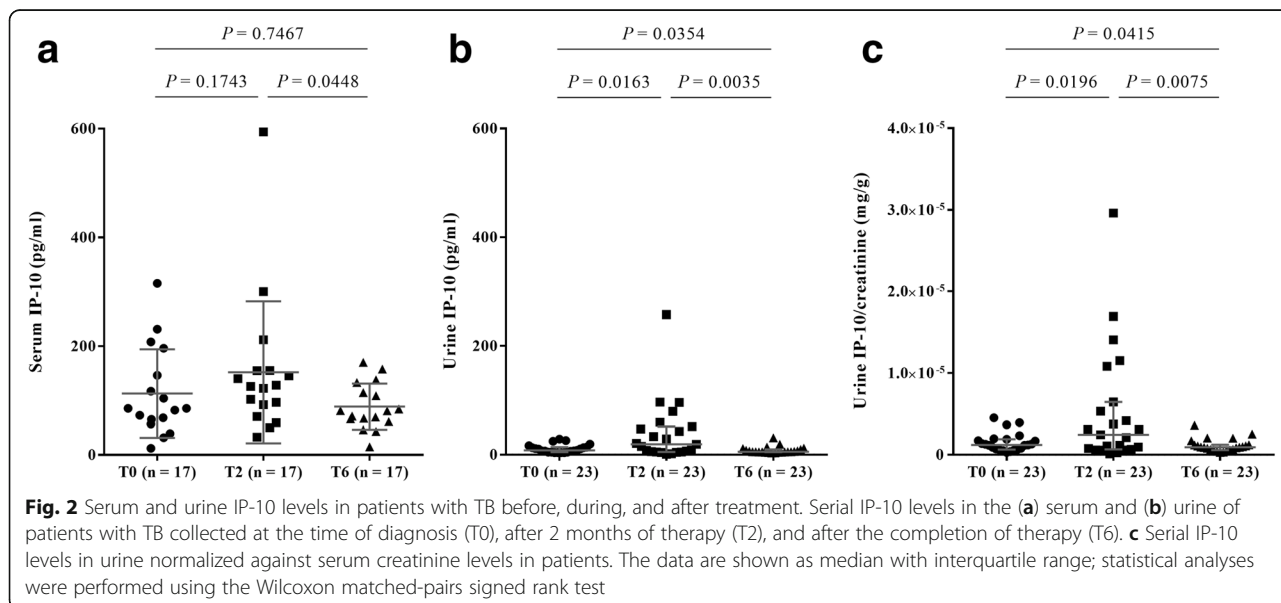 a
P = 0.7467
P = 0.1743
P = 0.0448
Serum IP-10 (pg/ml)
600
400
200
0
T0 (n = 17)
T2 (n = 17)
T6 (n = 17)
b
P = 0.0354
P = 0.0163
P = 0.0035
Urine IP-10 (pg/ml)
600
400
200
0
T0 (n = 23)
T2 (n = 23)
T6 (n = 23)
c
P = 0.0415
P = 0.0196
P = 0.0075
Urine IP-10/creatinine (mg/g)
4.0×10⁻⁵
3.0×10⁻⁵
2.0×10⁻⁵
1.0×10⁻⁵
0
T0 (n = 23)
T2 (n = 23)
T6 (n = 23)
Fig. 2 Serum and urine IP-10 levels in patients with TB before, during, and after treatment. Serial IP-10 levels in the (a) serum and (b) urine of
patients with TB collected at the time of diagnosis (T0), after 2 months of therapy (T2), and after the completion of therapy (T6). c Serial IP-10
levels in urine normalized against serum creatinine levels in patients. The data are shown as median with interquartile range; statistical analyses
were performed using the Wilcoxon matched-pairs signed rank test